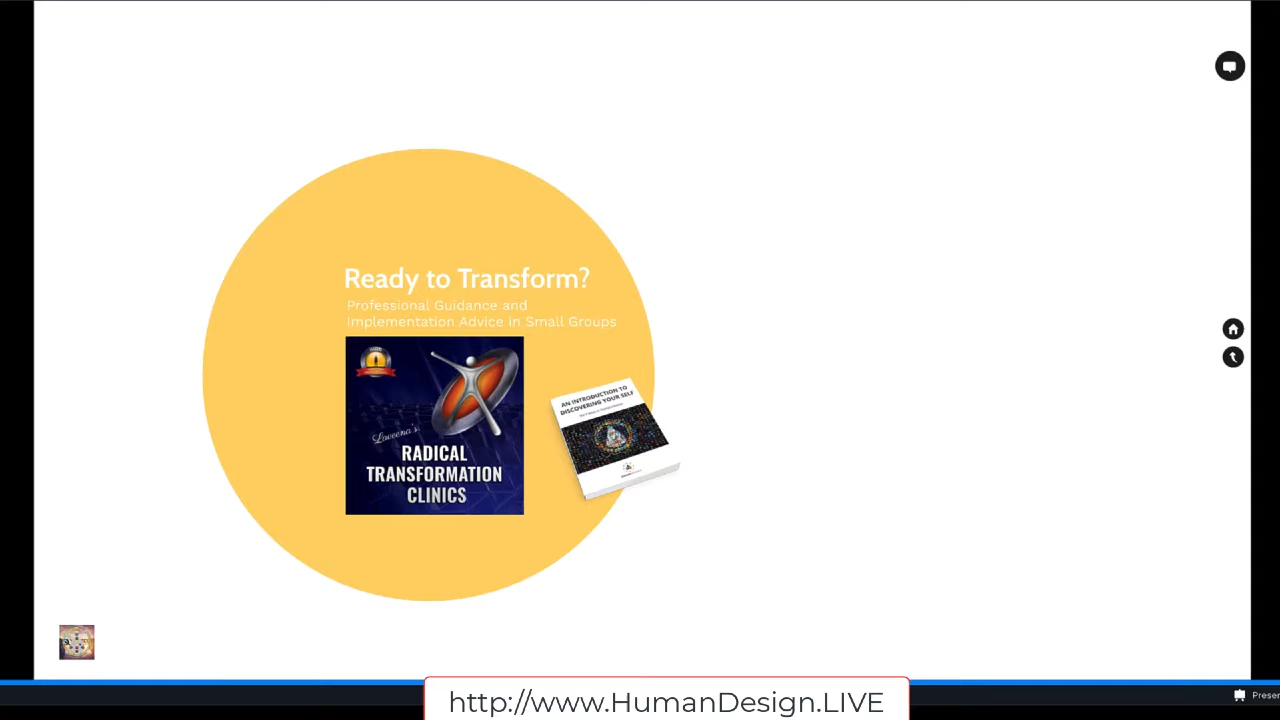 Ready to Transform?
Professional Guidance and
Implementation Advice in Small Groups
Laveena's
RADICAL
TRANSFORMATION
CLINICS
AN INTRODUCTION TO
DISCOVERING YOUR SELF
http://www.HumanDesign.LIVE
Presen